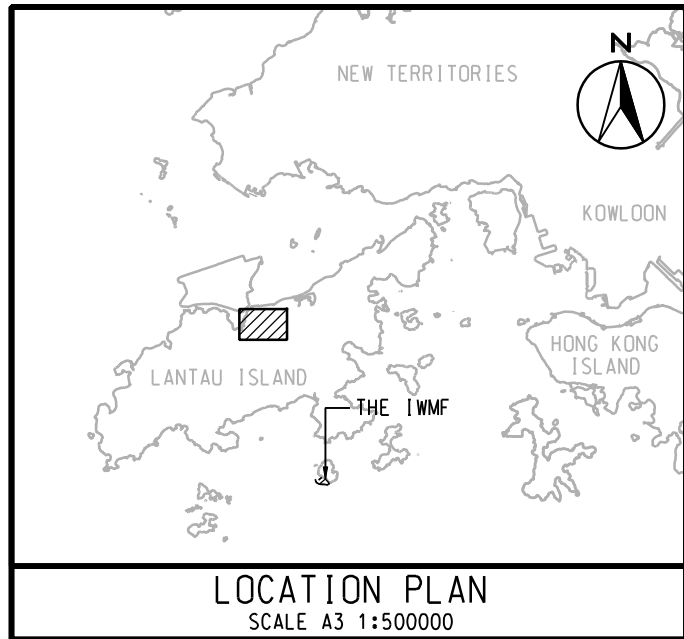 N
NEW TERRITORIES
KOWLOON
HONG KONG
ISLAND
LANTAU ISLAND
THE IWMF
LOCATION PLAN
SCALE A3 1:500000